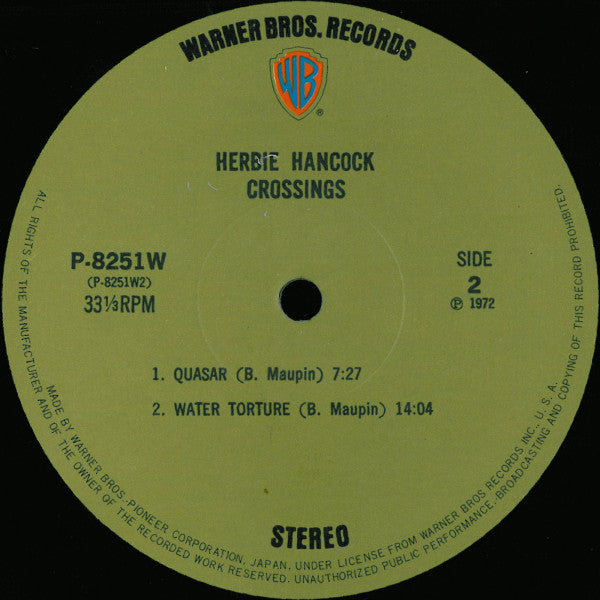 WARNER BROS. RECORDS
WB
®
HERBIE HANCOCK
CROSSINGS
P-8251W
(P-8251W2)
33⅓RPM
SIDE
2
℗ 1972
1. QUASAR (B. Maupin) 7:27
2. WATER TORTURE (B. Maupin) 14:04
STEREO
MADE BY WARNER BROS.-PIONEER CORPORATION, JAPAN, UNDER LICENSE FROM WARNER BROS RECORDS INC., U. S. A.
ALL RIGHTS OF THE MANUFACTURER AND OF THE OWNER OF THE RECORDED WORK RESERVED. UNAUTHORIZED PUBLIC PERFORMANCE, BROADCASTING AND COPYING OF THIS RECORD PROHIBITED.